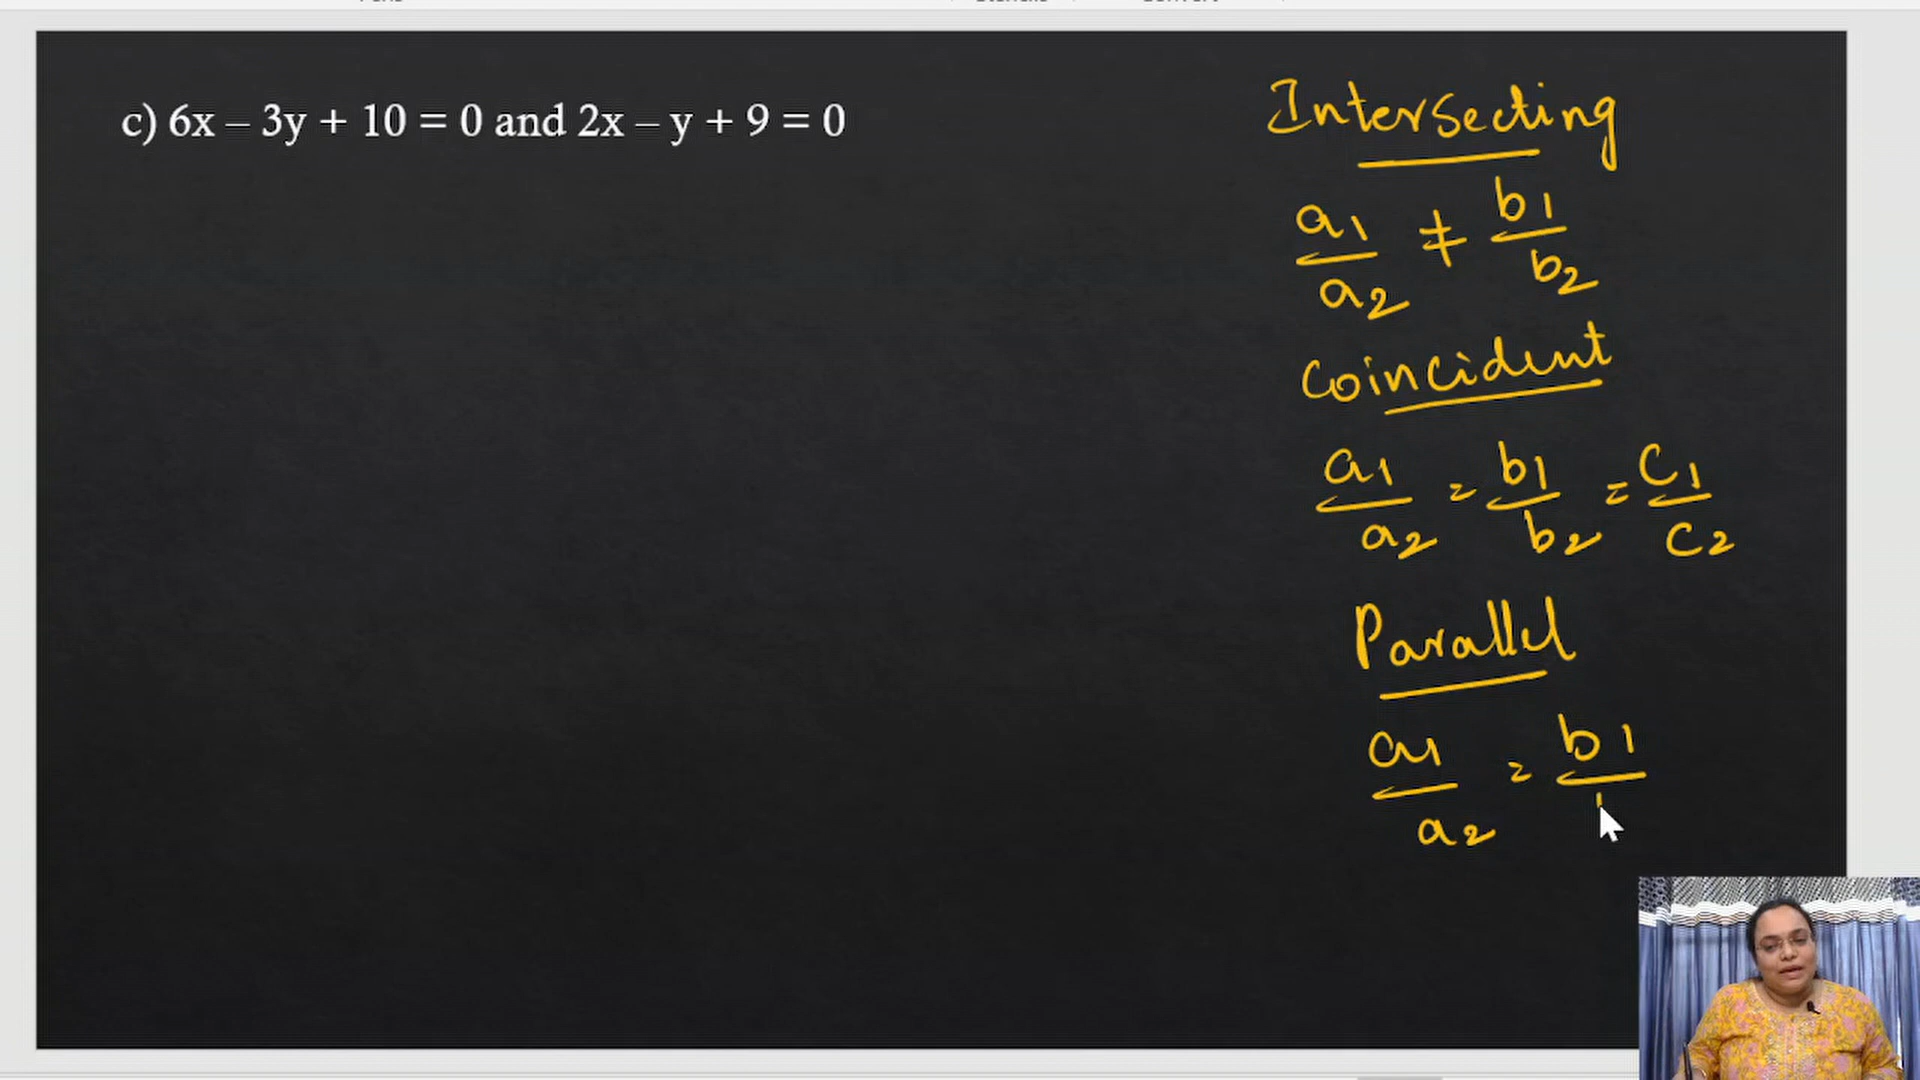 c) 6x – 3y + 10 = 0 and 2x – y + 9 = 0
Intersecting
a1/a2 ≠ b1/b2
Coincident
a1/a2 = b1/b2 = c1/c2
Parallel
a1/a2 = b1/